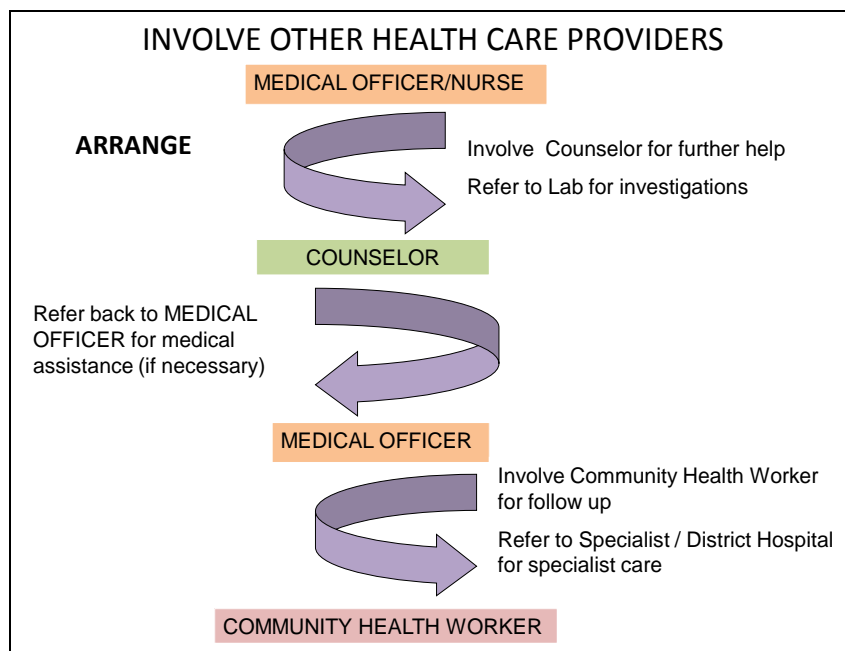 INVOLVE OTHER HEALTH CARE PROVIDERS
MEDICAL OFFICER/NURSE
ARRANGE
Involve Counselor for further help
Refer to Lab for investigations
COUNSELOR
Refer back to MEDICAL
OFFICER for medical
assistance (if necessary)
MEDICAL OFFICER
Involve Community Health Worker
for follow up
Refer to Specialist / District Hospital
for specialist care
COMMUNITY HEALTH WORKER